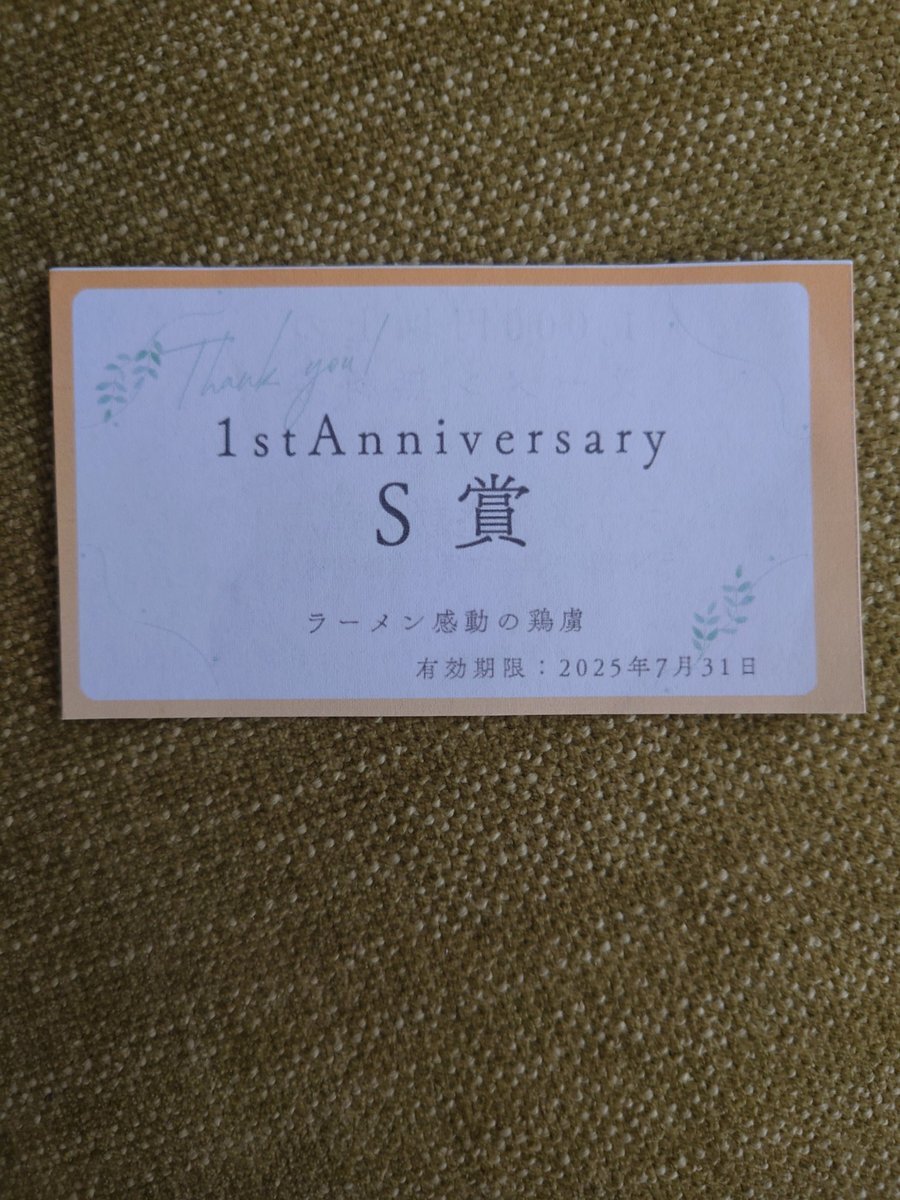 Thank you!
1stAnniversary
S 賞
ラーメン感動の鶏虜
有効期限：2025年7月31日